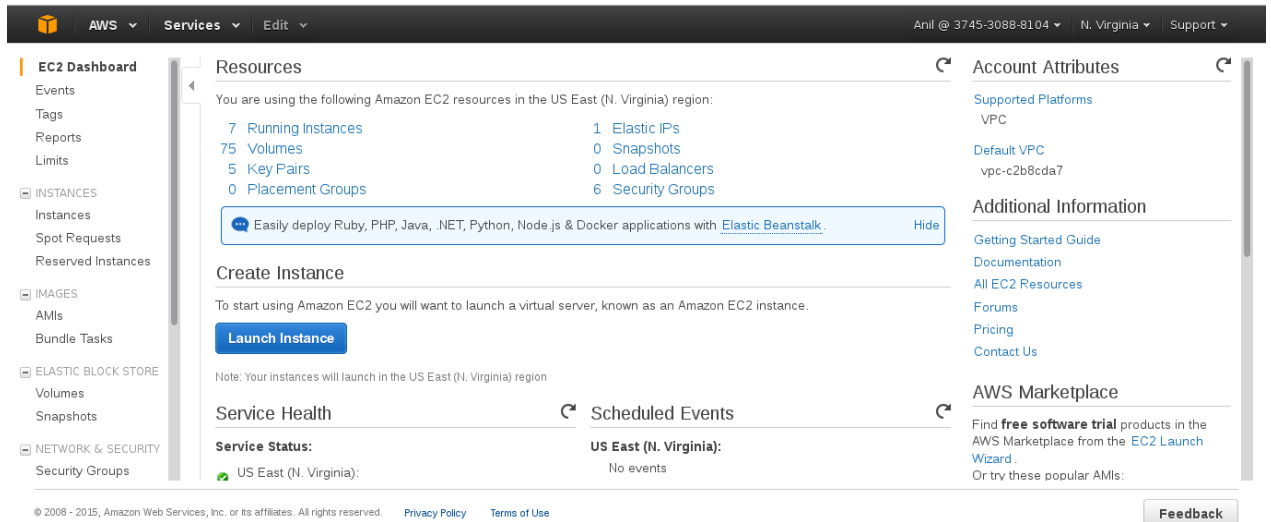 AWS Services Edit Anil @ 3745-3088-8104 N. Virginia Support
EC2 Dashboard
Events
Tags
Reports
Limits
INSTANCES
Instances
Spot Requests
Reserved Instances
IMAGES
AMIs
Bundle Tasks
ELASTIC BLOCK STORE
Volumes
Snapshots
NETWORK & SECURITY
Security Groups
Resources
You are using the following Amazon EC2 resources in the US East (N. Virginia) region:
7 Running Instances 1 Elastic IPs
75 Volumes 0 Snapshots
5 Key Pairs 0 Load Balancers
0 Placement Groups 6 Security Groups
Easily deploy Ruby, PHP, Java, .NET, Python, Node.js & Docker applications with Elastic Beanstalk. Hide
Create Instance
To start using Amazon EC2 you will want to launch a virtual server, known as an Amazon EC2 instance.
Launch Instance
Note: Your instances will launch in the US East (N. Virginia) region
Service Health
Service Status:
US East (N. Virginia):
Scheduled Events
US East (N. Virginia):
No events
Account Attributes
Supported Platforms
VPC
Default VPC
vpc-c2b8cda7
Additional Information
Getting Started Guide
Documentation
All EC2 Resources
Forums
Pricing
Contact Us
AWS Marketplace
Find free software trial products in the
AWS Marketplace from the EC2 Launch
Wizard.
Or try these popular AMIs:
© 2008 - 2015, Amazon Web Services, Inc. or its affiliates. All rights reserved. Privacy Policy Terms of Use
Feedback